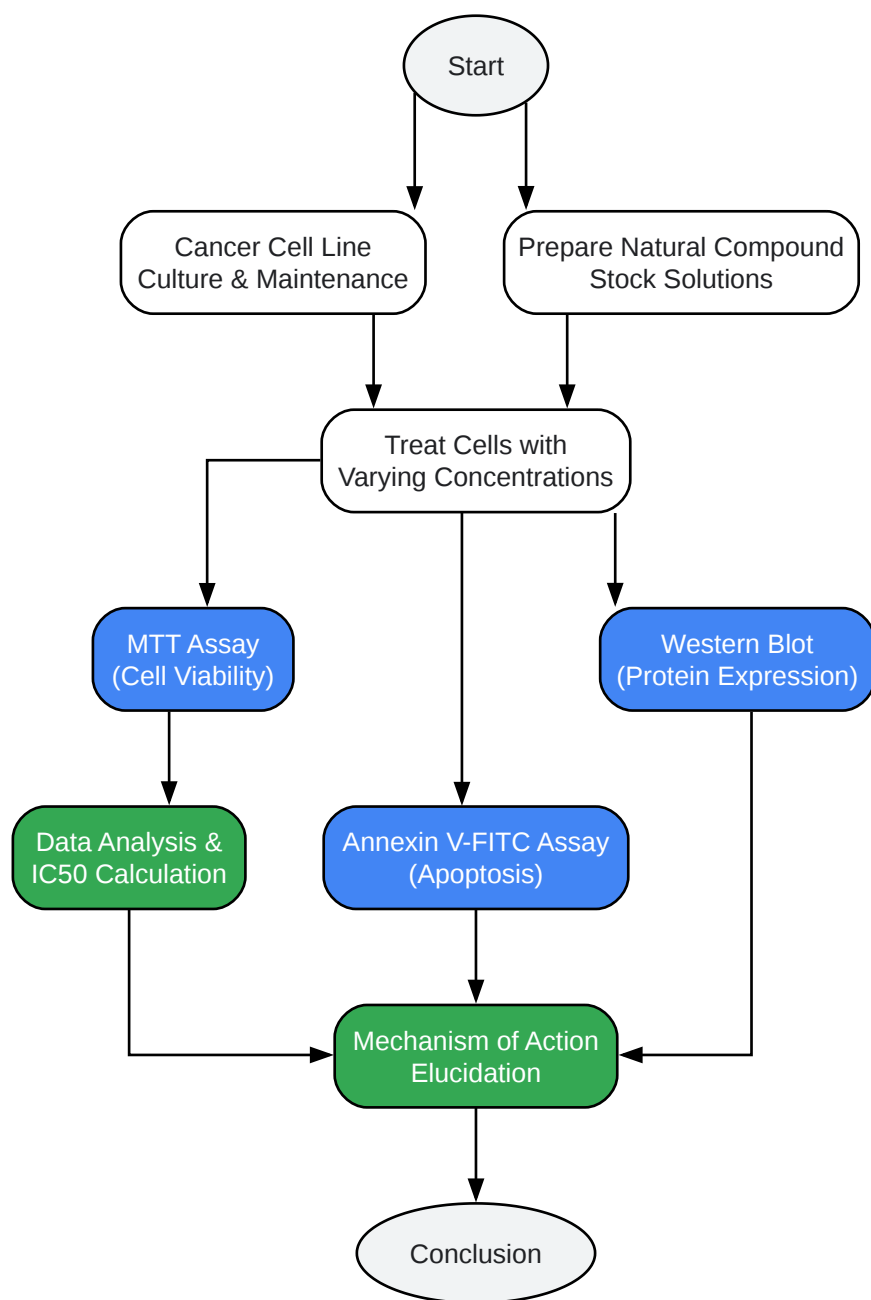 Start
Cancer Cell Line
Culture & Maintenance
Prepare Natural Compound
Stock Solutions
Treat Cells with
Varying Concentrations
MTT Assay
(Cell Viability)
Western Blot
(Protein Expression)
Data Analysis &
IC50 Calculation
Annexin V-FITC Assay
(Apoptosis)
Mechanism of Action
Elucidation
Conclusion